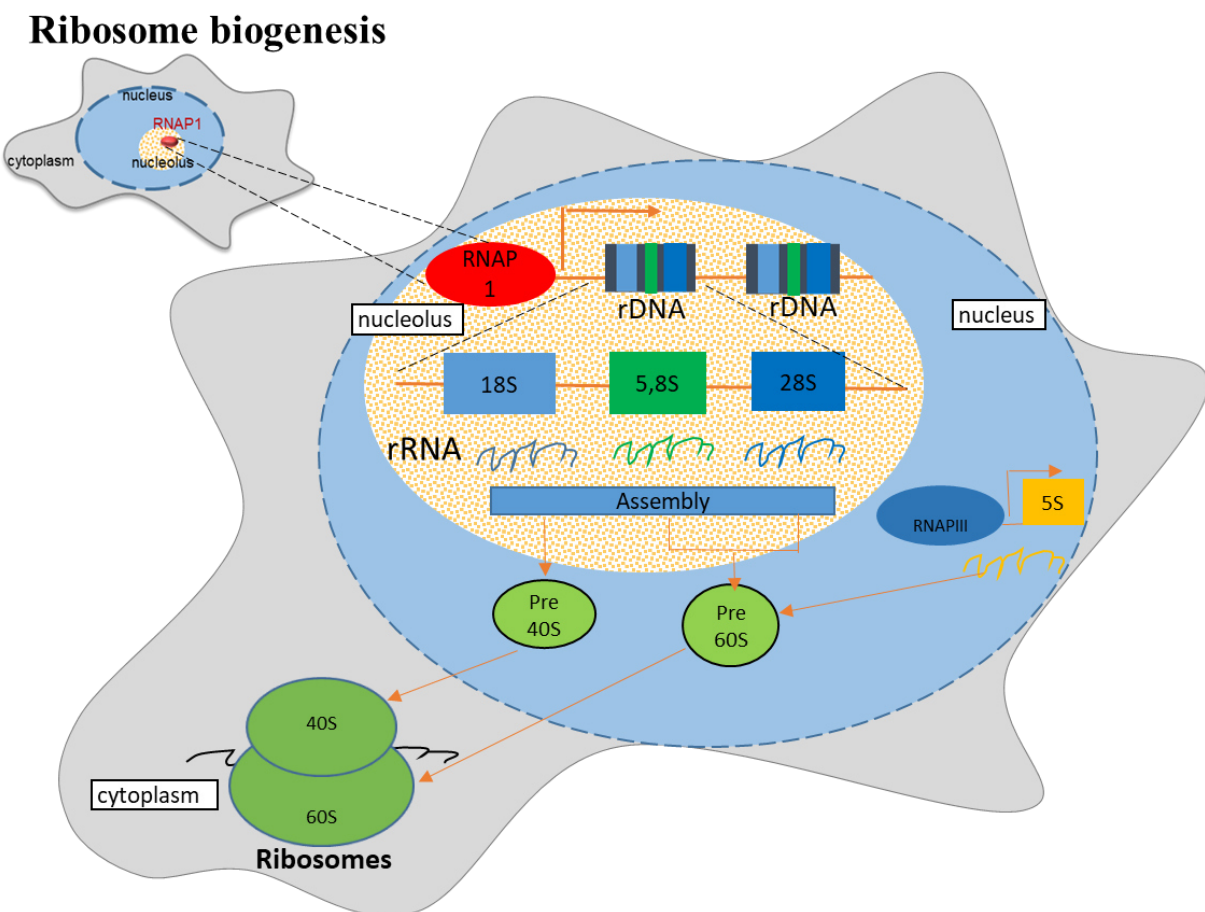 Ribosome biogenesis
nucleus
RNAP1
cytoplasm
nucleolus
RNAP
1
rDNA
rDNA
nucleolus
nucleus
18S
5,8S
28S
rRNA
Assembly
RNAPIII
5S
Pre
40S
Pre
60S
40S
60S
cytoplasm
Ribosomes